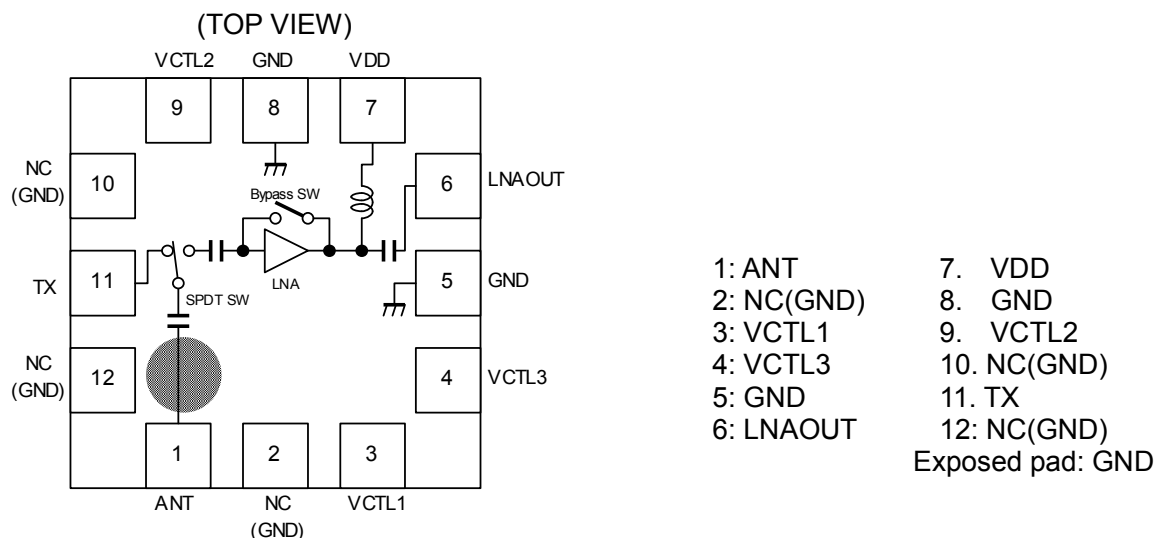 (TOP VIEW)
VCTL2 GND VDD
9 8 7
NC
(GND)
10
Bypass SW
6 LNAOUT
TX 11
SPDT SW
LNA
5 GND
NC
(GND)
12
4 VCTL3
1 2 3
ANT NC
(GND)
VCTL1
1: ANT
2: NC(GND)
3: VCTL1
4: VCTL3
5: GND
6: LNAOUT
7. VDD
8. GND
9. VCTL2
10. NC(GND)
11. TX
12: NC(GND)
Exposed pad: GND